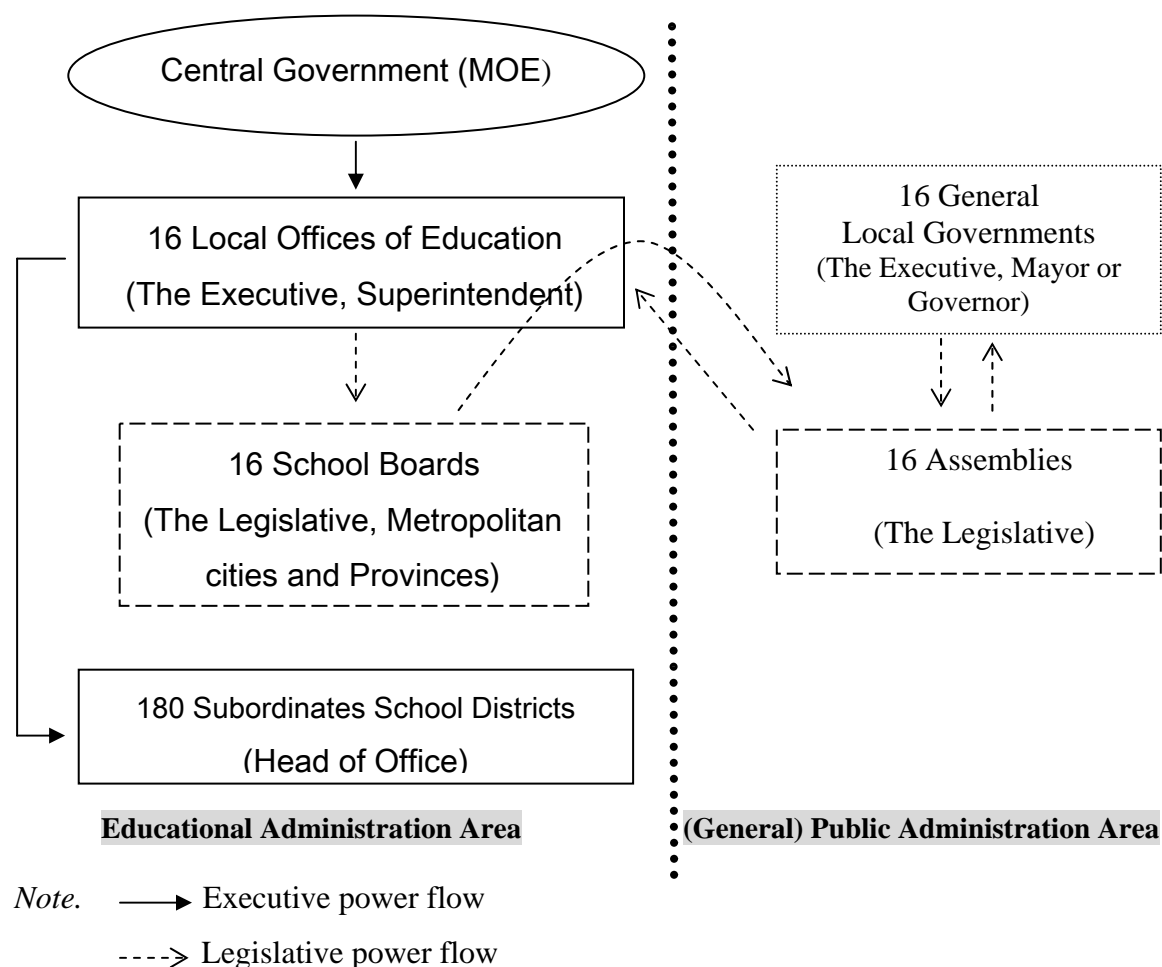 Central Government (MOE)
16 Local Offices of Education
(The Executive, Superintendent)
16 School Boards
(The Legislative, Metropolitan
cities and Provinces)
180 Subordinates School Districts
(Head of Office)
Educational Administration Area
16 General
Local Governments
(The Executive, Mayor or
Governor)
16 Assemblies
(The Legislative)
(General) Public Administration Area
Note.
Executive power flow
Legislative power flow